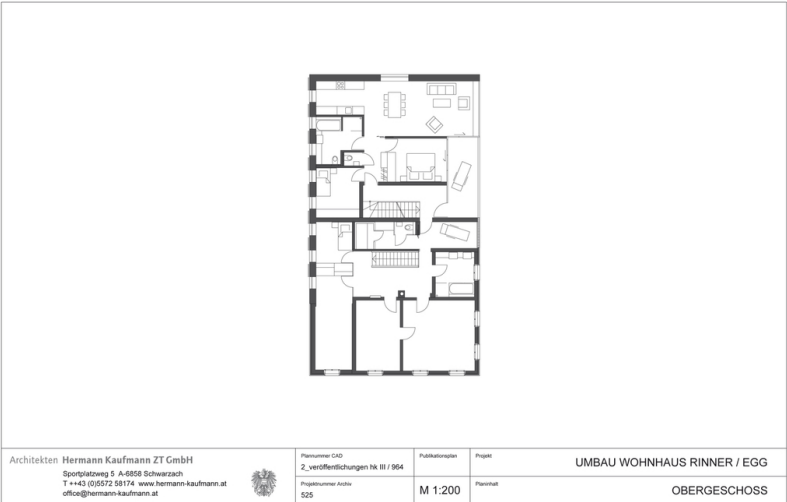 Architekten Hermann Kaufmann ZT GmbH
Sportplatzweg 5 A-6858 Schwarzach
T ++43 (0)5572 58174 www.hermann-kaufmann.at
office@hermann-kaufmann.at
Plannummer CAD
2_veröffentlichungen hk III / 964
Projektnummer Archiv
525
Publikationsplan
M 1:200
Projekt
UMBAU WOHNHAUS RINNER / EGG
Planinhalt
OBERGESCHOSS